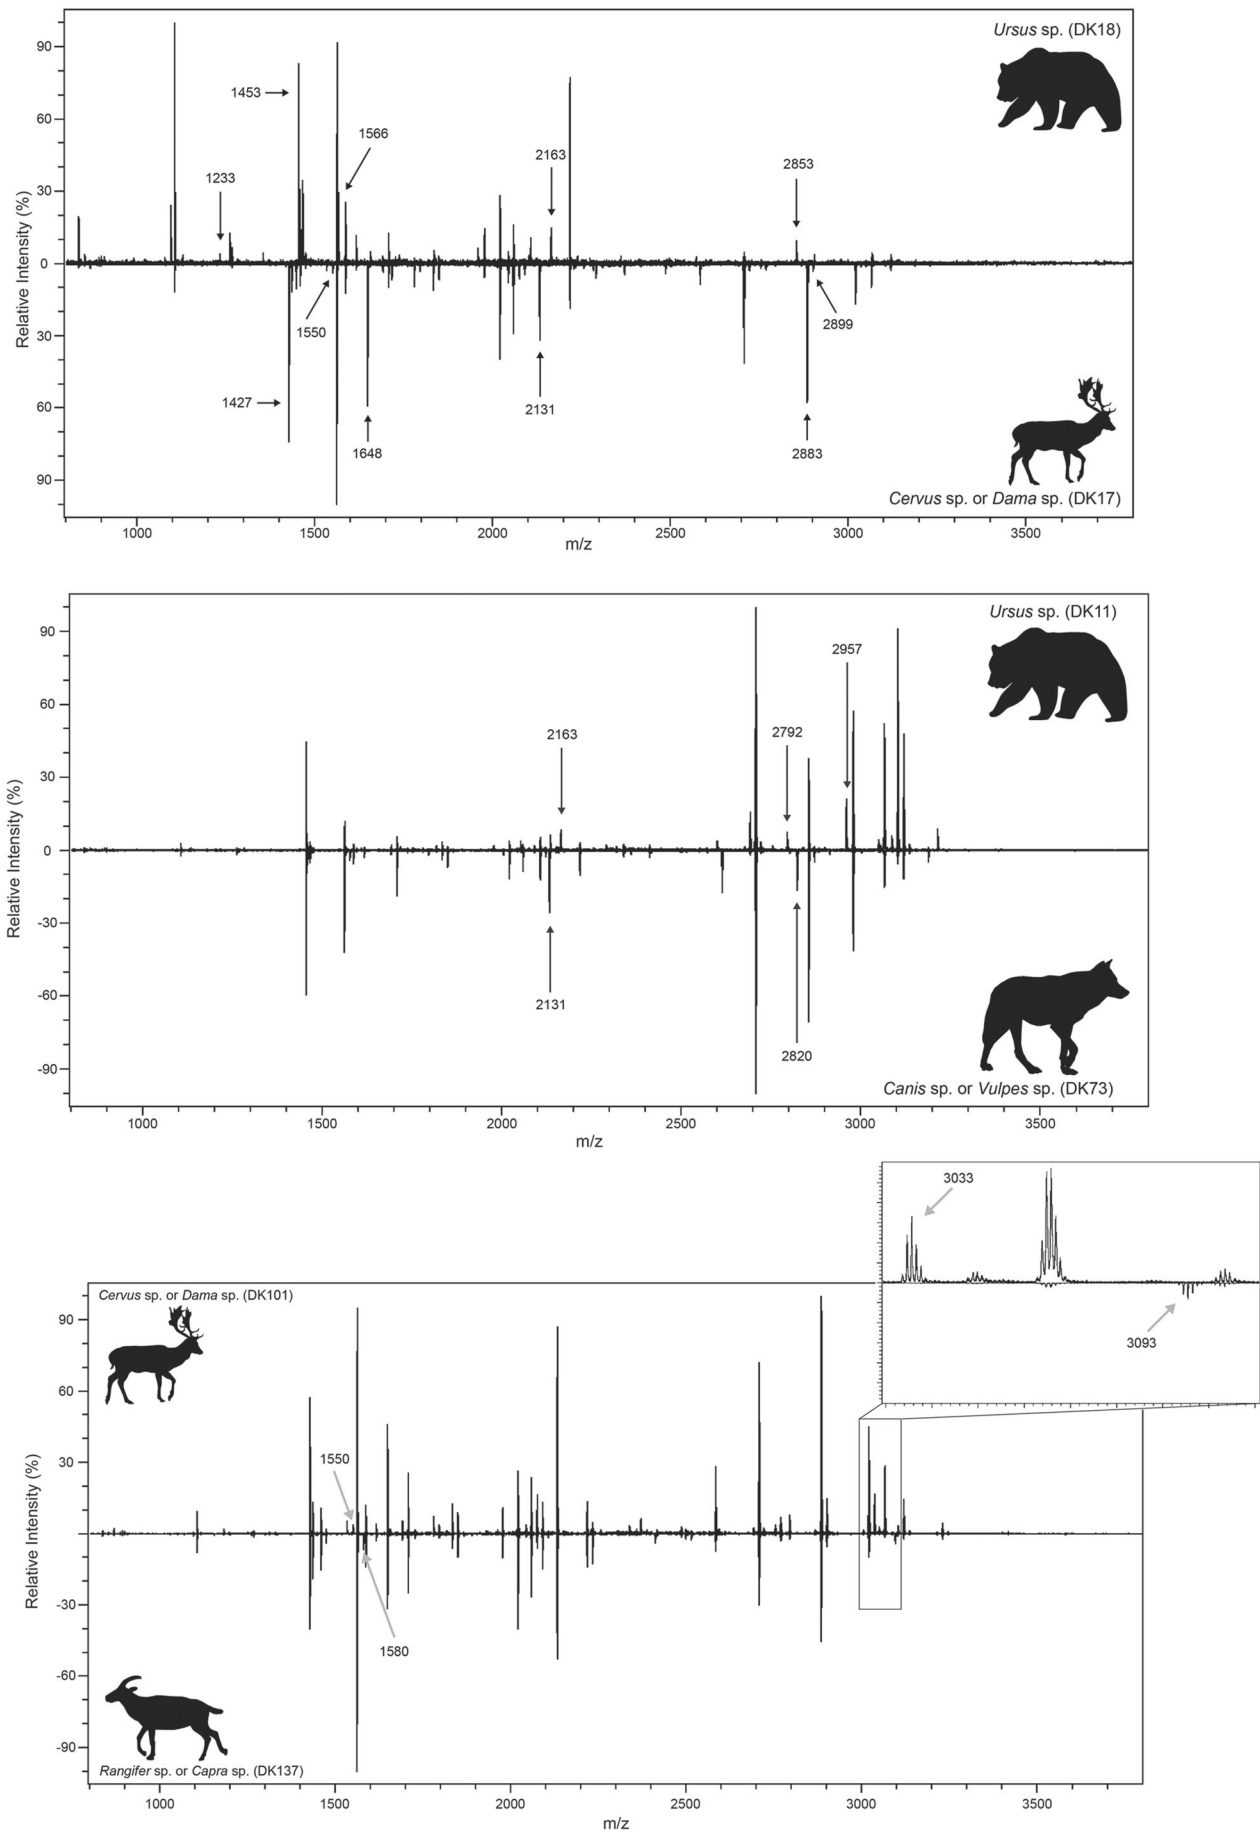 Ursus sp. (DK18)
90
1453
1566
60
2163
2853
1233
30
Relative Intensity (%)
0
1550
2899
30
1427
2131
60
1648
2883
90
Cervus sp. or Dama sp. (DK17)
1000 1500 2000 2500 3000 3500
m/z
Ursus sp. (DK11)
90
2957
60
2163
2792
30
Relative Intensity (%)
0
-30
-60
2131
2820
-90
Canis sp. or Vulpes sp. (DK73)
1000 1500 2000 2500 3000 3500
m/z
3033
3093
Cervus sp. or Dama sp. (DK101)
90
60
1550
30
Relative Intensity (%)
0
-30
1580
-60
-90
Rangifer sp. or Capra sp. (DK137)
1000 1500 2000 2500 3000 3500
m/z